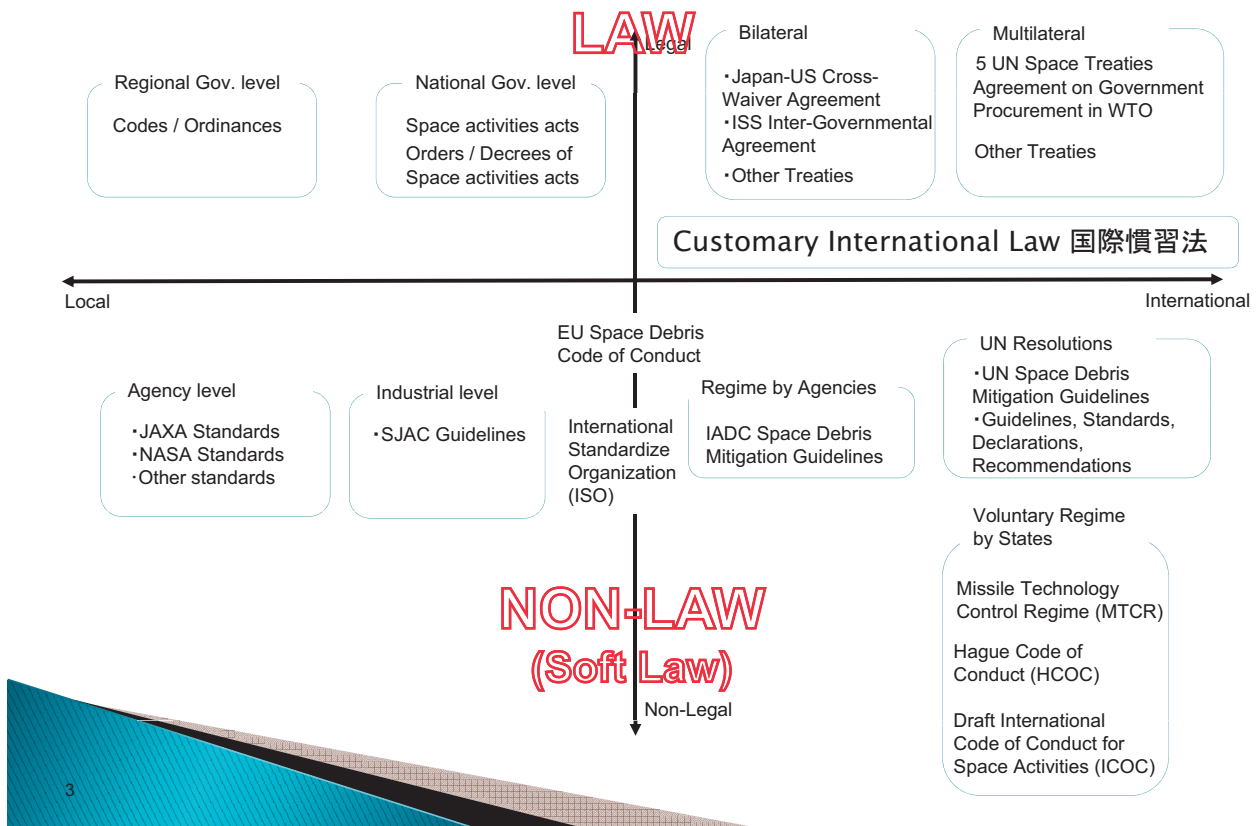 LAW
Legal
Regional Gov. level
Codes / Ordinances
National Gov. level
Space activities acts
Orders / Decrees of
Space activities acts
Bilateral
・Japan-US Cross-
Waiver Agreement
・ISS Inter-Governmental
Agreement
・Other Treaties
Multilateral
5 UN Space Treaties
Agreement on Government
Procurement in WTO
Other Treaties
Customary International Law 国際慣習法
Local
International
EU Space Debris
Code of Conduct
Agency level
・JAXA Standards
・NASA Standards
・Other standards
Industrial level
・SJAC Guidelines
International
Standardize
Organization
(ISO)
Regime by Agencies
IADC Space Debris
Mitigation Guidelines
UN Resolutions
・UN Space Debris
Mitigation Guidelines
・Guidelines, Standards,
Declarations,
Recommendations
Voluntary Regime
by States
Missile Technology
Control Regime (MTCR)
Hague Code of
Conduct (HCOC)
Draft International
Code of Conduct for
Space Activities (ICOC)
NON-LAW
(Soft Law)
Non-Legal
3